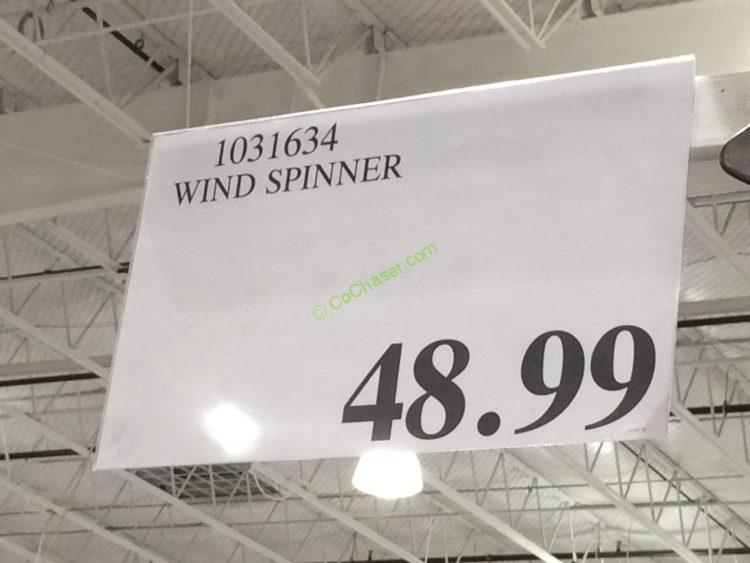 1031634
WIND SPINNER
© CoChaser.com
48.99